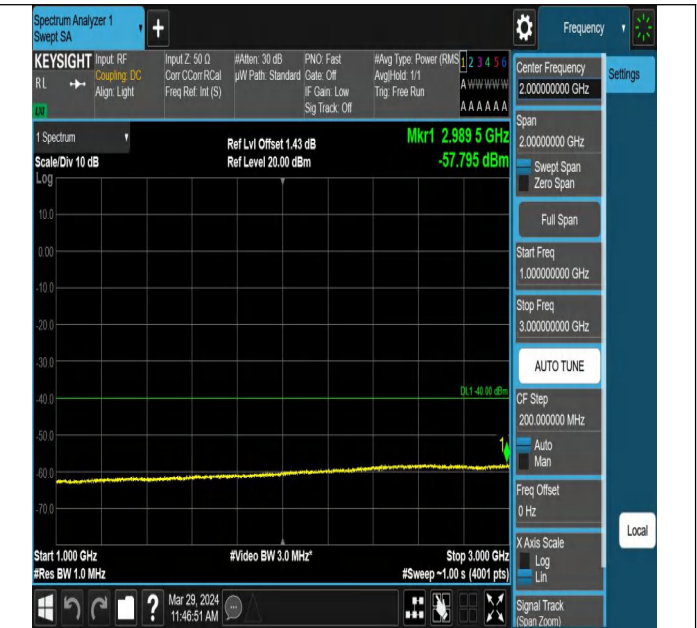 Spectrum Analyzer 1
Swept SA
+
Frequency
KEYSIGHT
RL
LXI
Input: RF
Coupling: DC
Align: Light
Input Z: 50 Ω
Corr CCorr RCal
Freq Ref: Int (S)
#Atten: 30 dB
µW Path: Standard
PNO: Fast
Gate: Off
IF Gain: Low
Sig Track: Off
#Avg Type: Power (RMS
Avg|Hold: 1/1
Trig: Free Run
1 2 3 4 5 6
A W W W W W
A A A A A A
Center Frequency
2.000000000 GHz
Settings
Span
2.00000000 GHz
Swept Span
Zero Span
Full Span
Start Freq
1.000000000 GHz
Stop Freq
3.000000000 GHz
AUTO TUNE
CF Step
200.000000 MHz
Auto
Man
Freq Offset
0 Hz
X Axis Scale
Log
Lin
Signal Track
(Span Zoom)
Local
1 Spectrum
Scale/Div 10 dB
Log
Ref Lvl Offset 1.43 dB
Ref Level 20.00 dBm
Mkr1 2.989 5 GHz
-57.795 dBm
10.0
0.00
-10.0
-20.0
-30.0
-40.0
-50.0
-60.0
-70.0
DL1 -40.00 dBm
1
Start 1.000 GHz
#Res BW 1.0 MHz
#Video BW 3.0 MHz*
Stop 3.000 GHz
#Sweep ~1.00 s (4001 pts)
?
Mar 29, 2024
11:46:51 AM